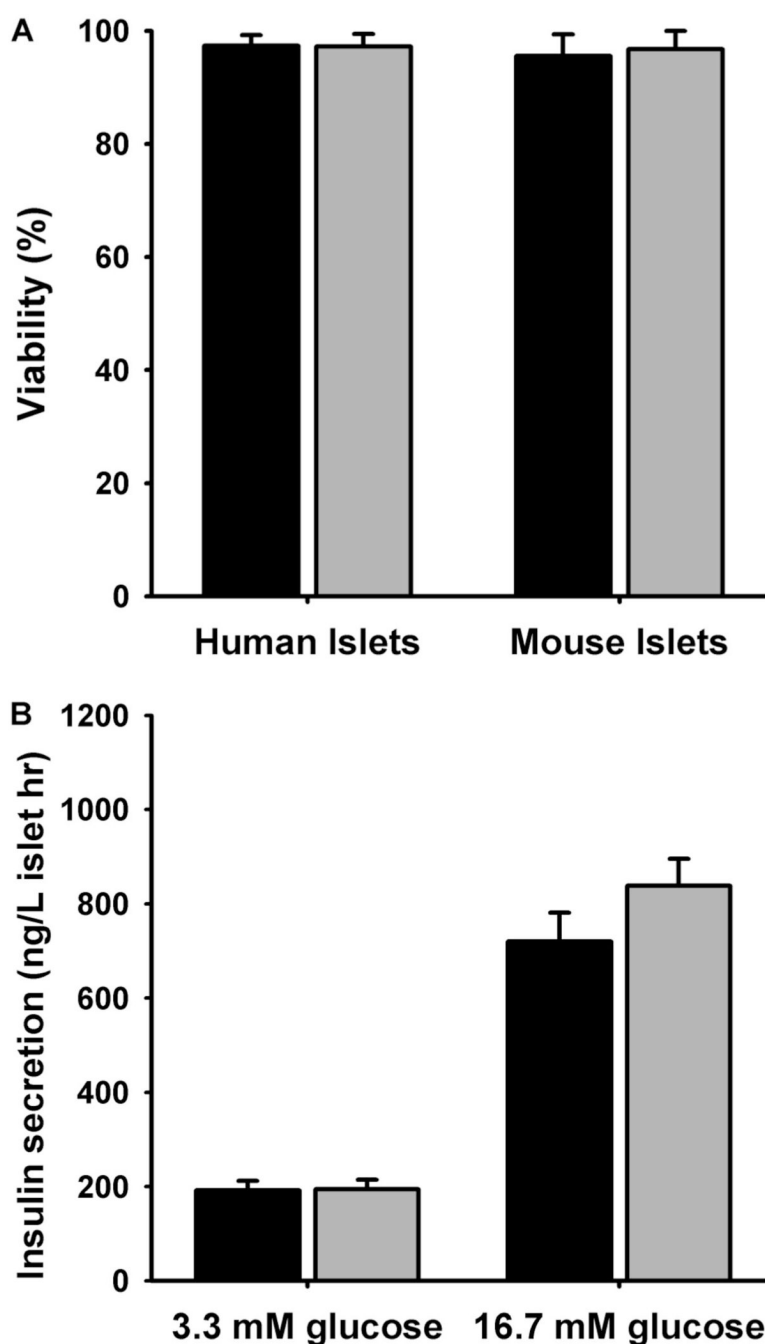 A
Viability (%)
100
80
60
40
20
0
Human Islets
Mouse Islets
B
Insulin secretion (ng/L islet hr)
1200
1000
800
600
400
200
0
3.3 mM glucose
16.7 mM glucose